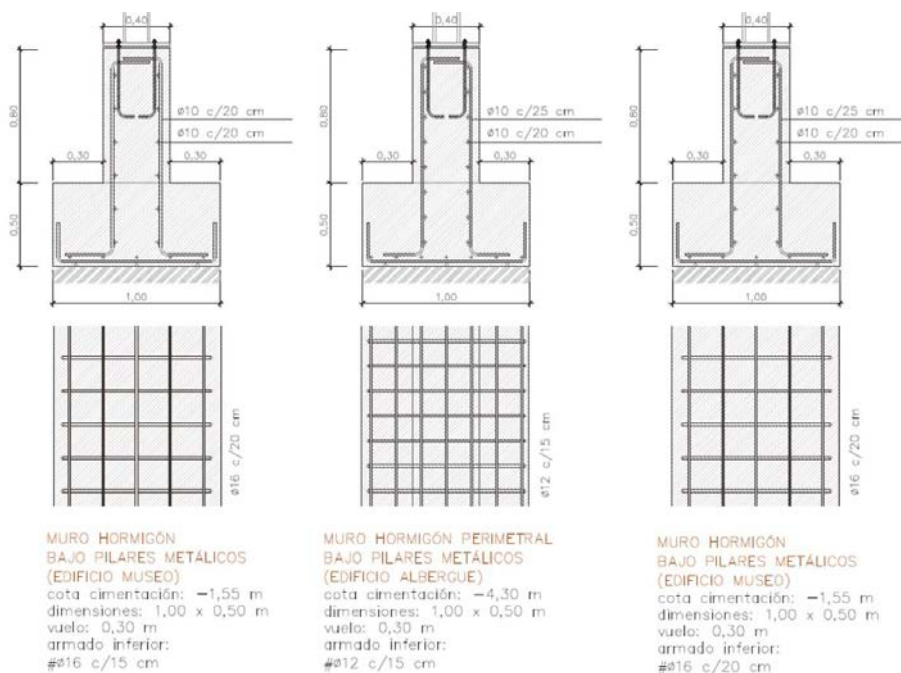 0,40
0,80
ø10 c/20 cm
ø10 c/20 cm
0,30
0,30
0,50
1,00
ø16 c/20 cm
MURO HORMIGÓN
BAJO PILARES METÁLICOS
(EDIFICIO MUSEO)
cota cimentación: −1,55 m
dimensiones: 1,00 x 0,50 m
vuelo: 0,30 m
armado inferior:
#ø16 c/15 cm
0,40
0,80
ø10 c/25 cm
ø10 c/20 cm
0,30
0,30
0,50
1,00
ø12 c/15 cm
MURO HORMIGÓN PERIMETRAL
BAJO PILARES METÁLICOS
(EDIFICIO ALBERGUE)
cota cimentación: −4,30 m
dimensiones: 1,00 x 0,50 m
vuelo: 0,30 m
armado inferior:
#ø12 c/15 cm
0,40
0,80
ø10 c/25 cm
ø10 c/20 cm
0,30
0,30
0,50
1,00
ø16 c/20 cm
MURO HORMIGÓN
BAJO PILARES METÁLICOS
(EDIFICIO MUSEO)
cota cimentación: −1,55 m
dimensiones: 1,00 x 0,50 m
vuelo: 0,30 m
armado inferior:
#ø16 c/20 cm